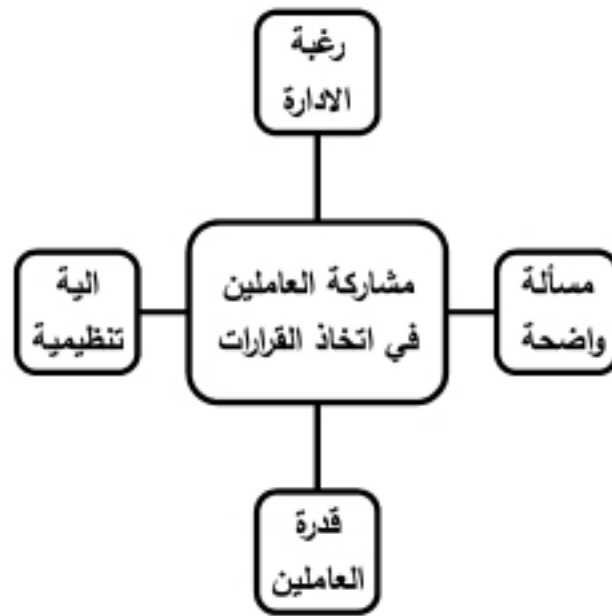 رغبة
الادارة
مسألة
واضحة
مشاركة العاملين
في اتخاذ القرارات
الية
تنظيمية
قدرة
العاملين